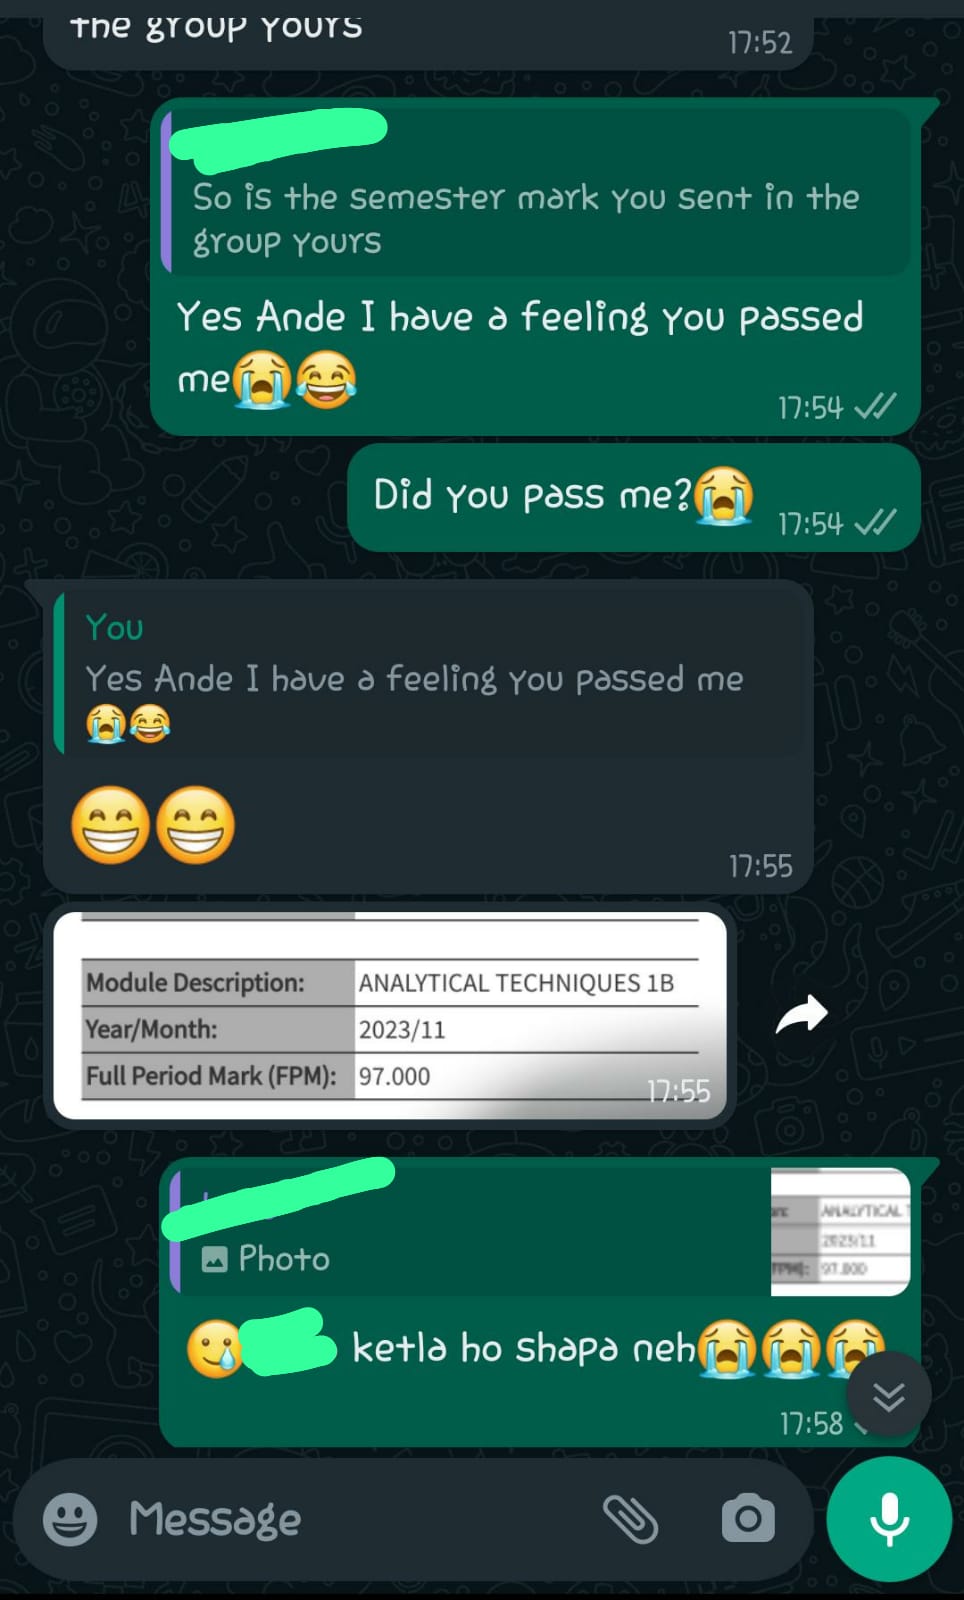 the group yours
17:52
So is the semester mark you sent in the
group yours
Yes Ande I have a feeling you passed
me😭😂
17:54
Did you pass me?😭
17:54
You
Yes Ande I have a feeling you passed me
😭😂
😁😁
17:55
Module Description: ANALYTICAL TECHNIQUES 1B
Year/Month: 2023/11
Full Period Mark (FPM): 97.000
17:55
Photo
ANALYTICAL
2023/11
97.000
🥲 ketla ho shapa neh😭😭😭
17:58
Message